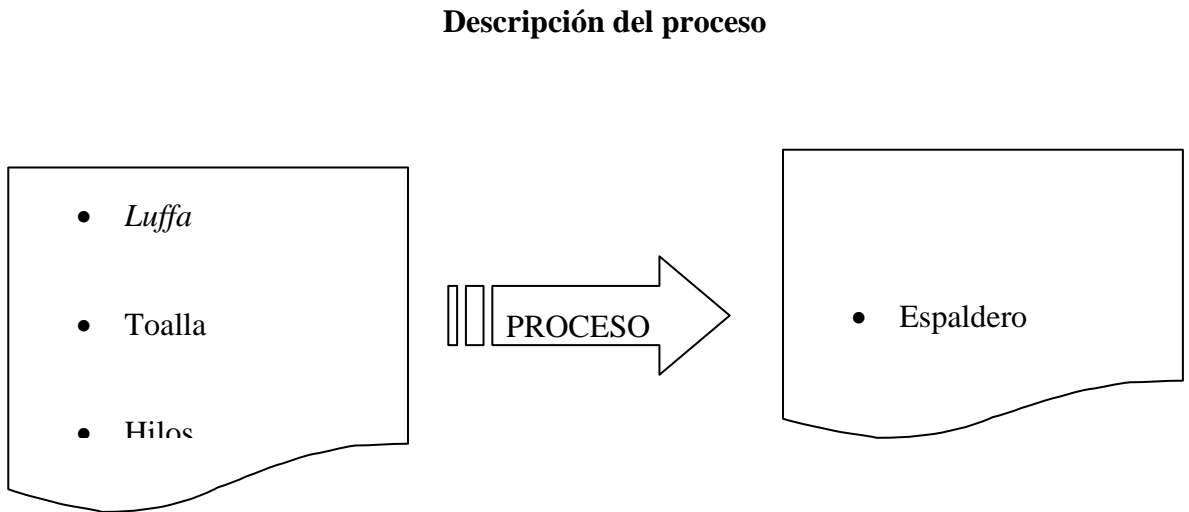 Descripción del proceso
• Luffa
• Toalla
• Hilos
PROCESO
• Espaldero